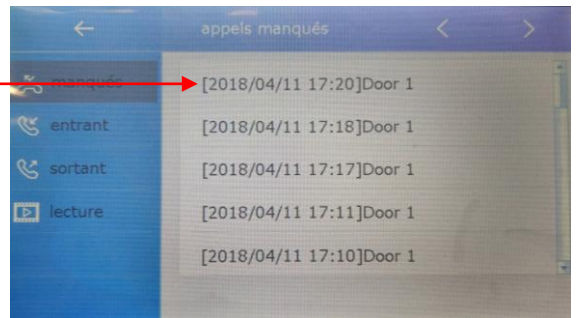 appels manqués
manqués
[2018/04/11 17:20]Door 1
entrant
[2018/04/11 17:18]Door 1
sortant
[2018/04/11 17:17]Door 1
lecture
[2018/04/11 17:11]Door 1
[2018/04/11 17:10]Door 1